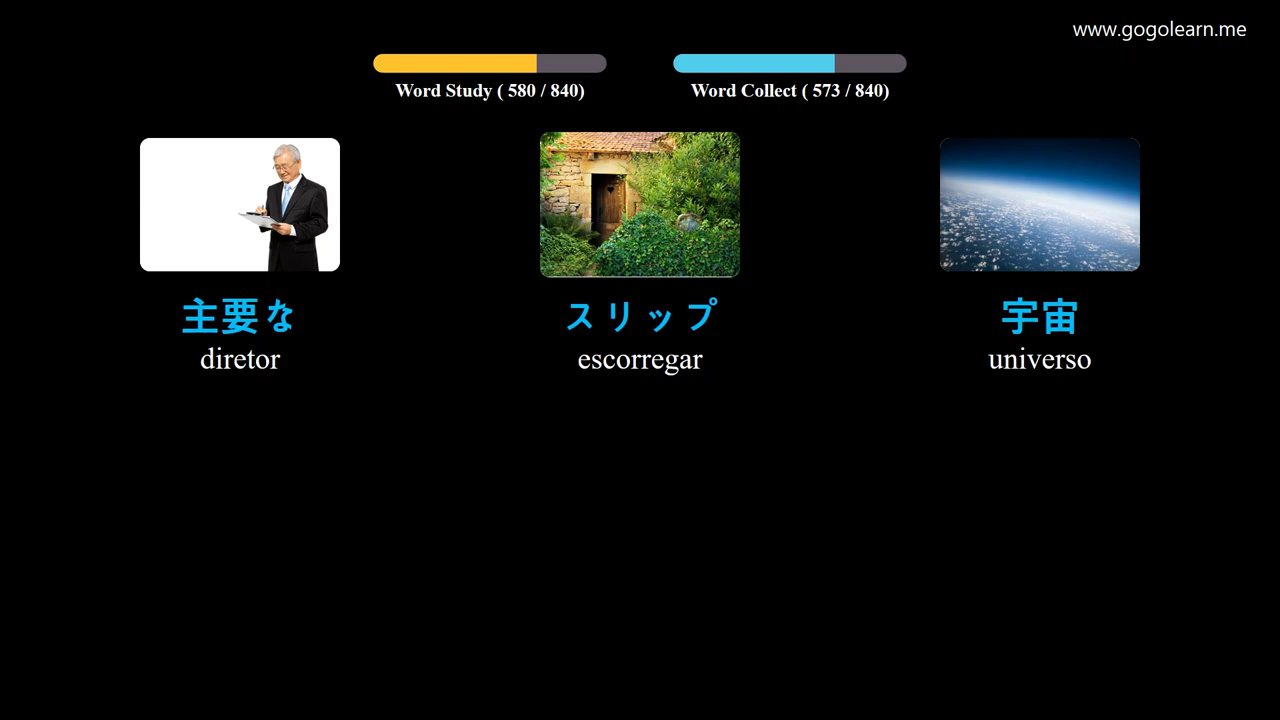 www.gogolearn.me
Word Study ( 580 / 840)
Word Collect ( 573 / 840)
主要な
スリップ
宇宙
diretor
escorregar
universo